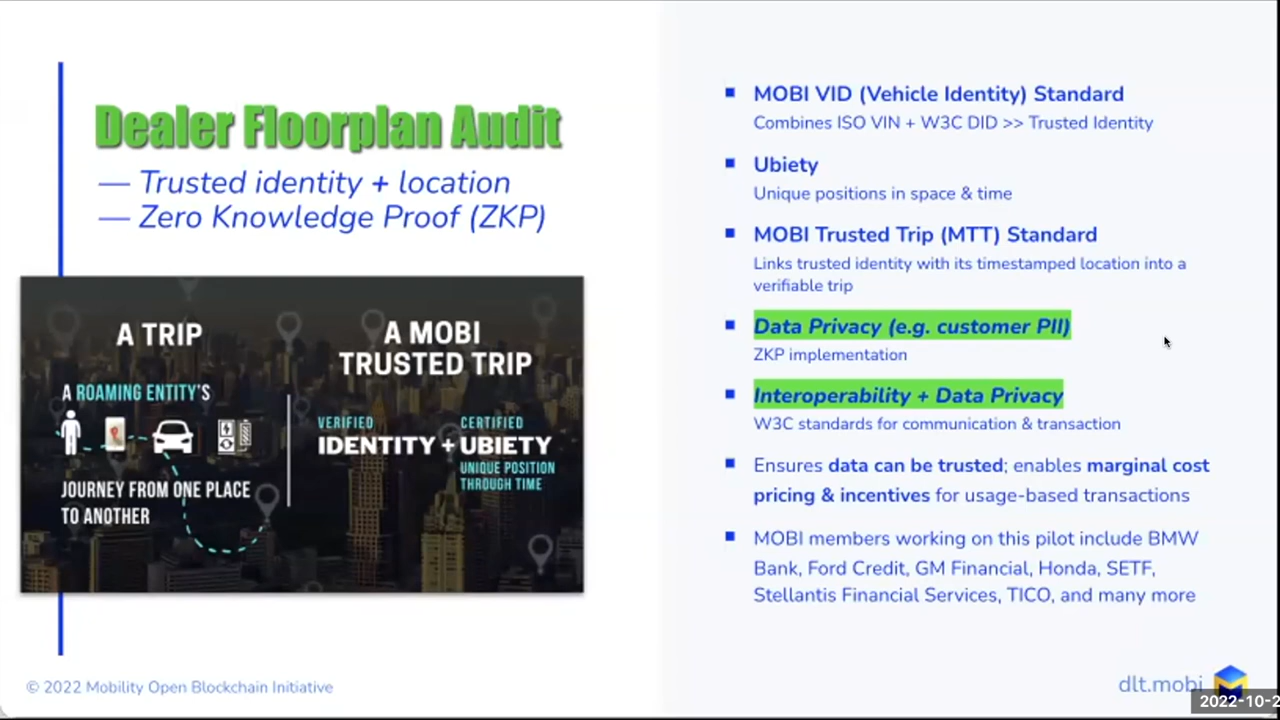 Dealer Floorplan Audit
— Trusted identity + location
— Zero Knowledge Proof (ZKP)
A TRIP
A ROAMING ENTITY'S
JOURNEY FROM ONE PLACE
TO ANOTHER
A MOBI
TRUSTED TRIP
VERIFIED CERTIFIED
IDENTITY + UBIETY
UNIQUE POSITION
THROUGH TIME
MOBI VID (Vehicle Identity) Standard
Combines ISO VIN + W3C DID >> Trusted Identity
Ubiety
Unique positions in space & time
MOBI Trusted Trip (MTT) Standard
Links trusted identity with its timestamped location into a
verifiable trip
Data Privacy (e.g. customer PII)
ZKP implementation
Interoperability + Data Privacy
W3C standards for communication & transaction
Ensures data can be trusted; enables marginal cost
pricing & incentives for usage-based transactions
MOBI members working on this pilot include BMW
Bank, Ford Credit, GM Financial, Honda, SETF,
Stellantis Financial Services, TICO, and many more
© 2022 Mobility Open Blockchain Initiative
dlt.mobi
2022-10-2